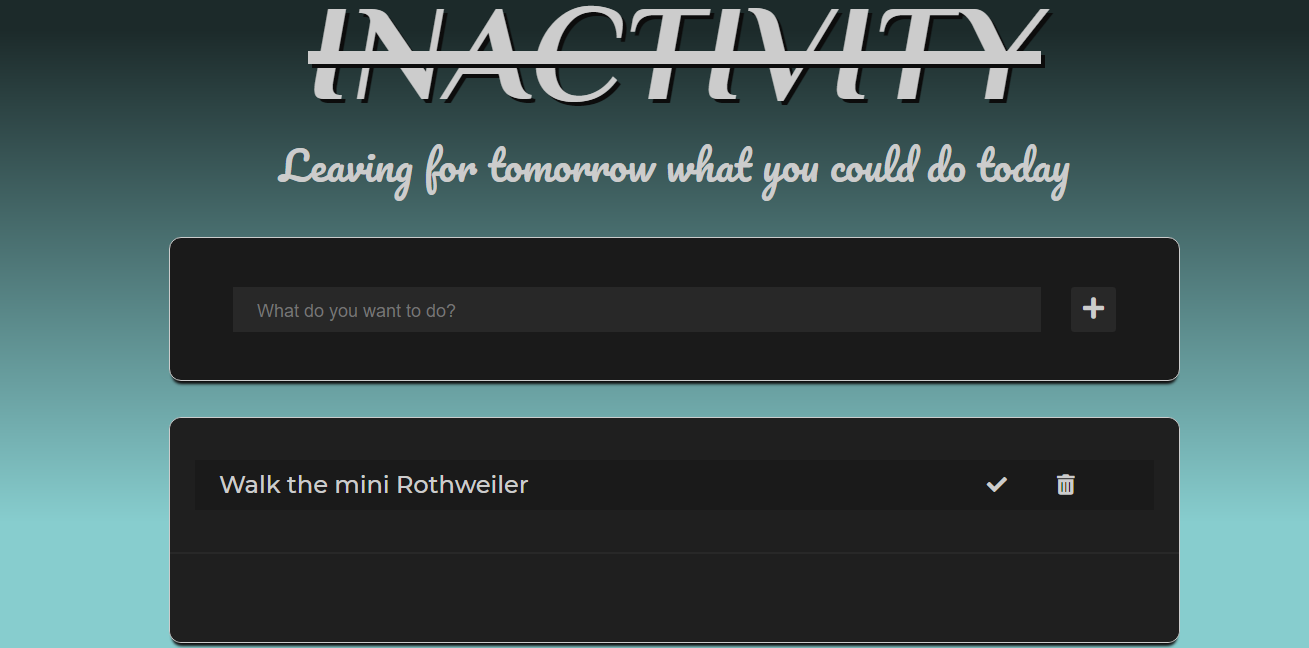 INACTIVITY
Leaving for tomorrow what you could do today
What do you want to do?
Walk the mini Rothweiler